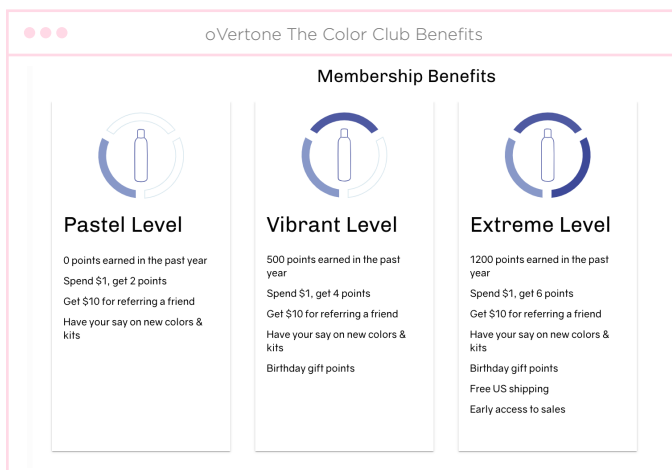 oVertone The Color Club Benefits
Membership Benefits
Pastel Level
0 points earned in the past year
Spend $1, get 2 points
Get $10 for referring a friend
Have your say on new colors &
kits
Vibrant Level
500 points earned in the past
year
Spend $1, get 4 points
Get $10 for referring a friend
Have your say on new colors &
kits
Birthday gift points
Extreme Level
1200 points earned in the past
year
Spend $1, get 6 points
Get $10 for referring a friend
Have your say on new colors &
kits
Birthday gift points
Free US shipping
Early access to sales